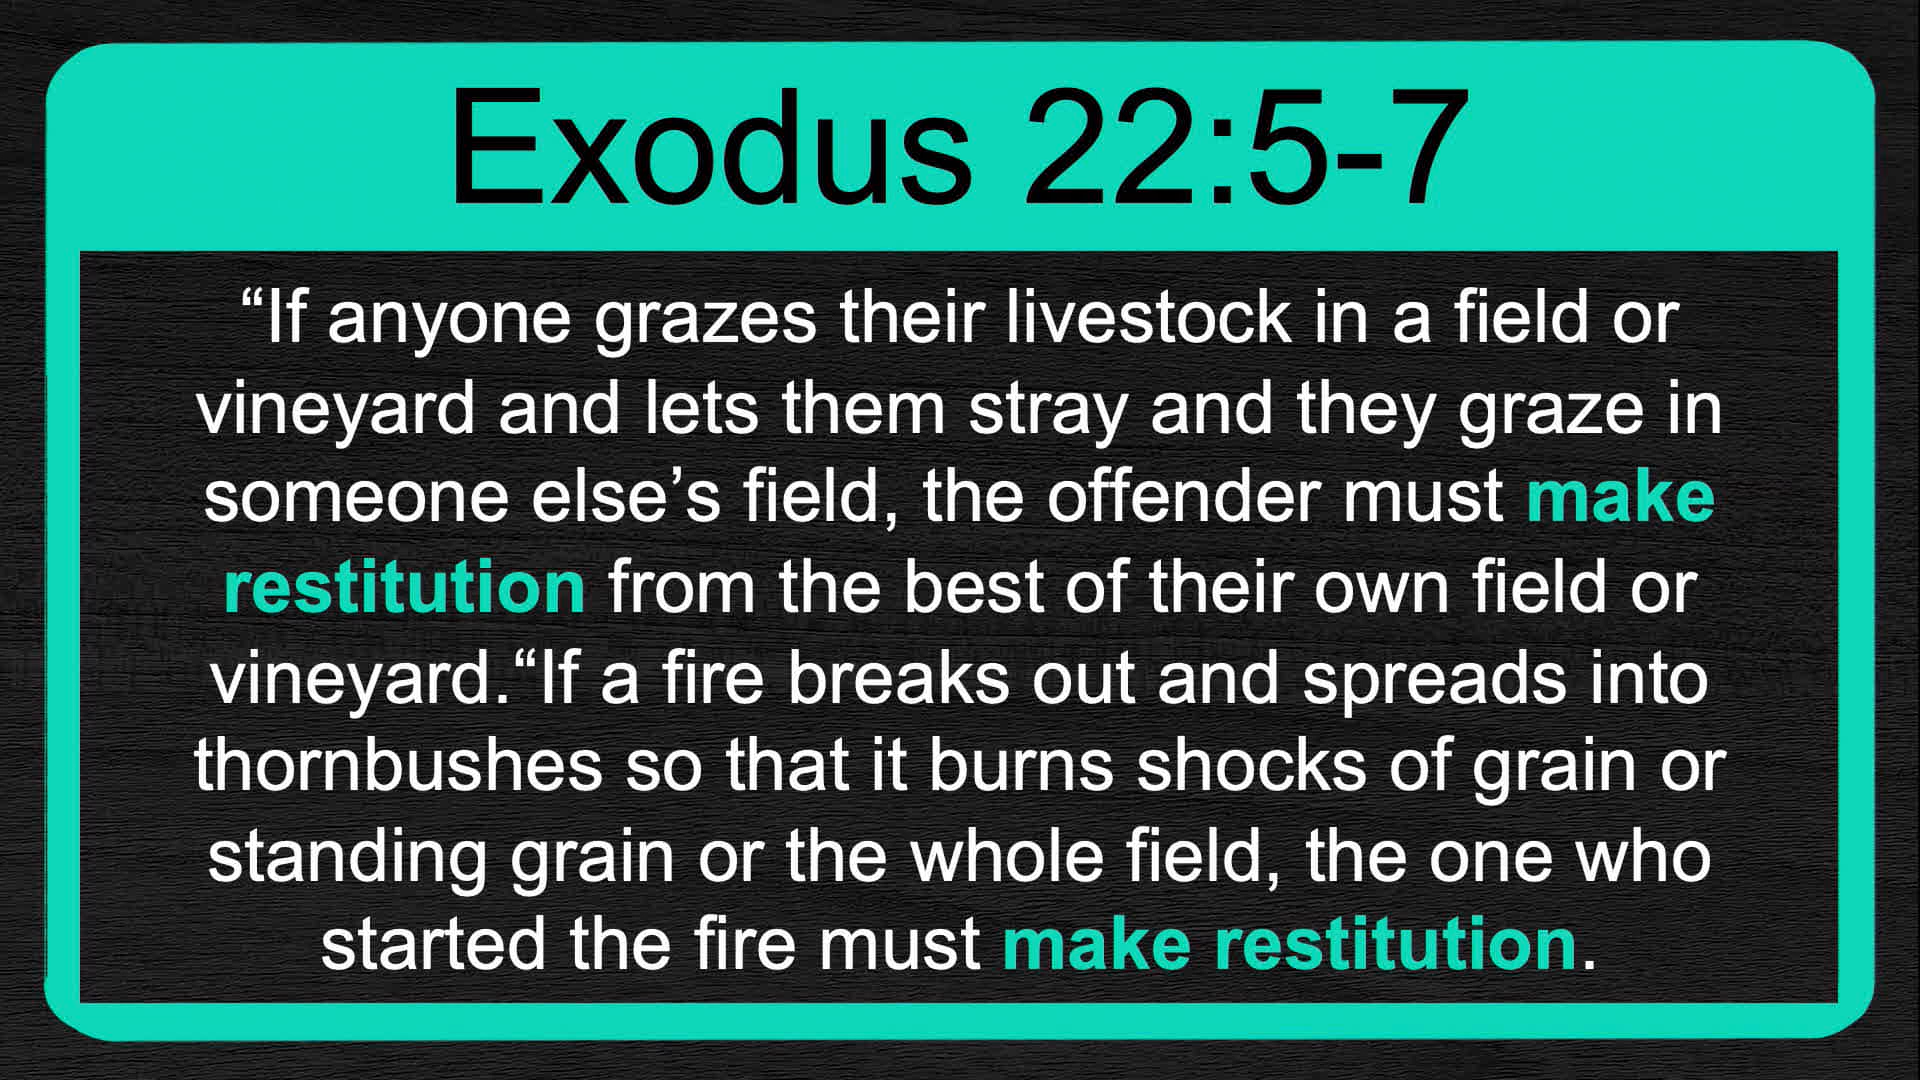 Exodus 22:5-7
“If anyone grazes their livestock in a field or
vineyard and lets them stray and they graze in
someone else’s field, the offender must make
restitution from the best of their own field or
vineyard.“If a fire breaks out and spreads into
thornbushes so that it burns shocks of grain or
standing grain or the whole field, the one who
started the fire must make restitution.